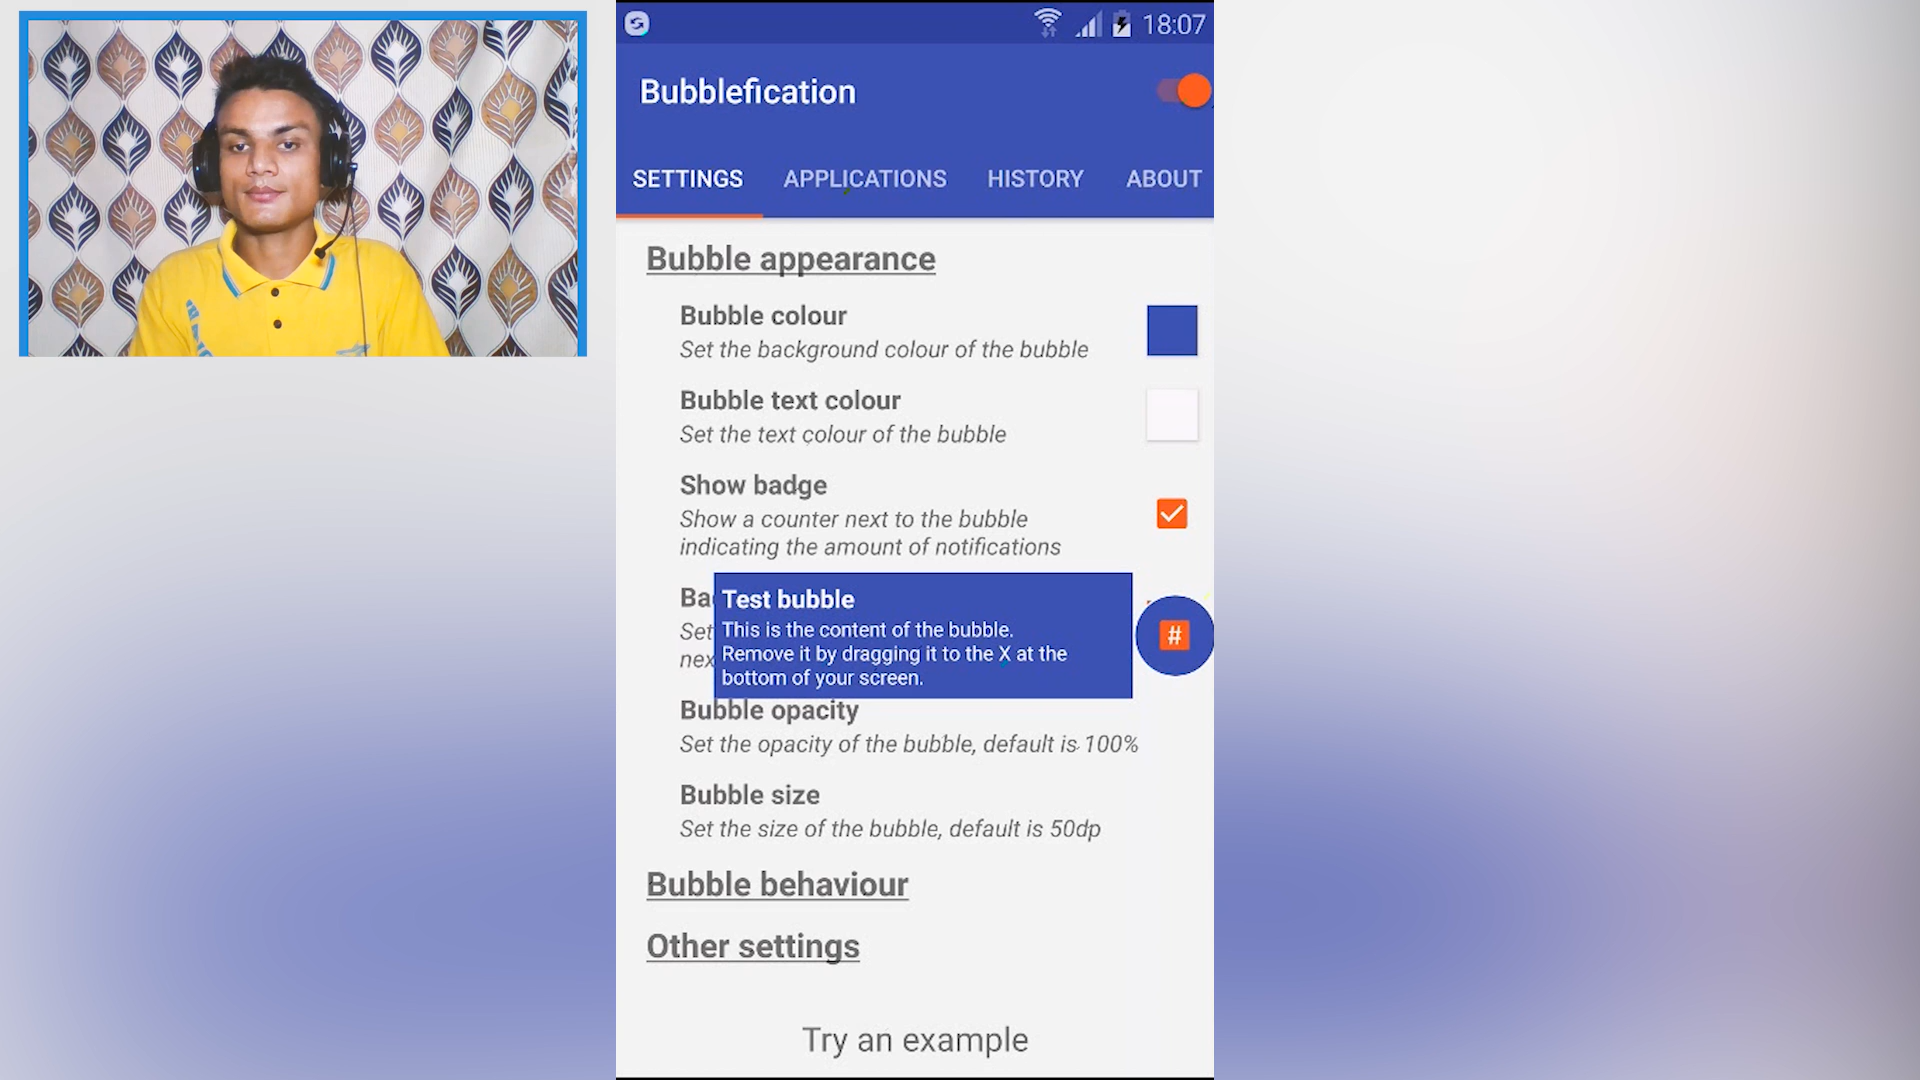 18:07
Bubblefication
SETTINGS APPLICATIONS HISTORY ABOUT
Bubble appearance
Bubble colour
Set the background colour of the bubble
Bubble text colour
Set the text colour of the bubble
Show badge
Show a counter next to the bubble
indicating the amount of notifications
Ba
Set
nex
Test bubble
This is the content of the bubble.
Remove it by dragging it to the X at the
bottom of your screen.
#
Bubble opacity
Set the opacity of the bubble, default is 100%
Bubble size
Set the size of the bubble, default is 50dp
Bubble behaviour
Other settings
Try an example